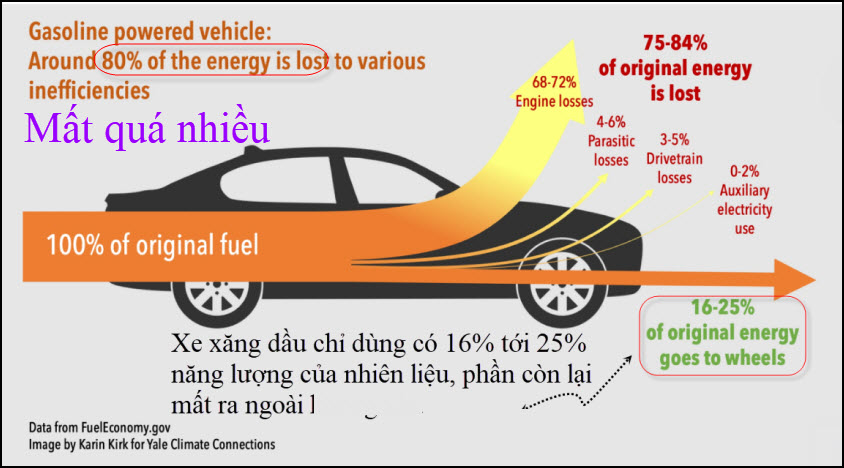 Gasoline powered vehicle:
Around 80% of the energy is lost to various
inefficiencies
Mất quá nhiều
75-84%
of original energy
is lost
68-72%
Engine losses
4-6%
Parasitic
losses
3-5%
Drivetrain
losses
0-2%
Auxiliary
electricity
use
100% of original fuel
16-25%
of original energy
goes to wheels
Xe xăng dầu chỉ dùng có 16% tới 25%
năng lượng của nhiên liệu, phần còn lại
mất ra ngoài
Data from FuelEconomy.gov
Image by Karin Kirk for Yale Climate Connections